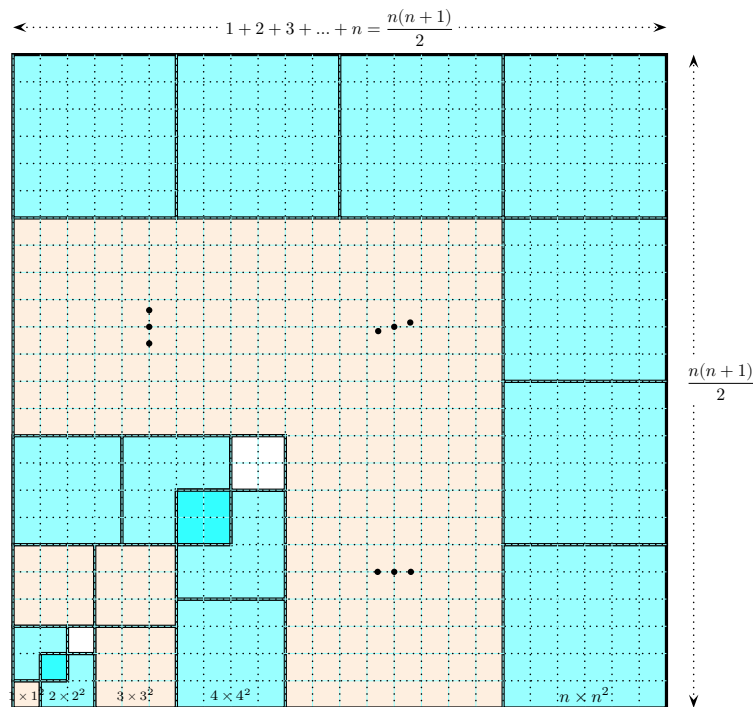 1 + 2 + 3 + ... + n = n(n + 1)/2
n(n + 1)/2
1 × 1² 2 × 2² 3 × 3² 4 × 4² n × n²